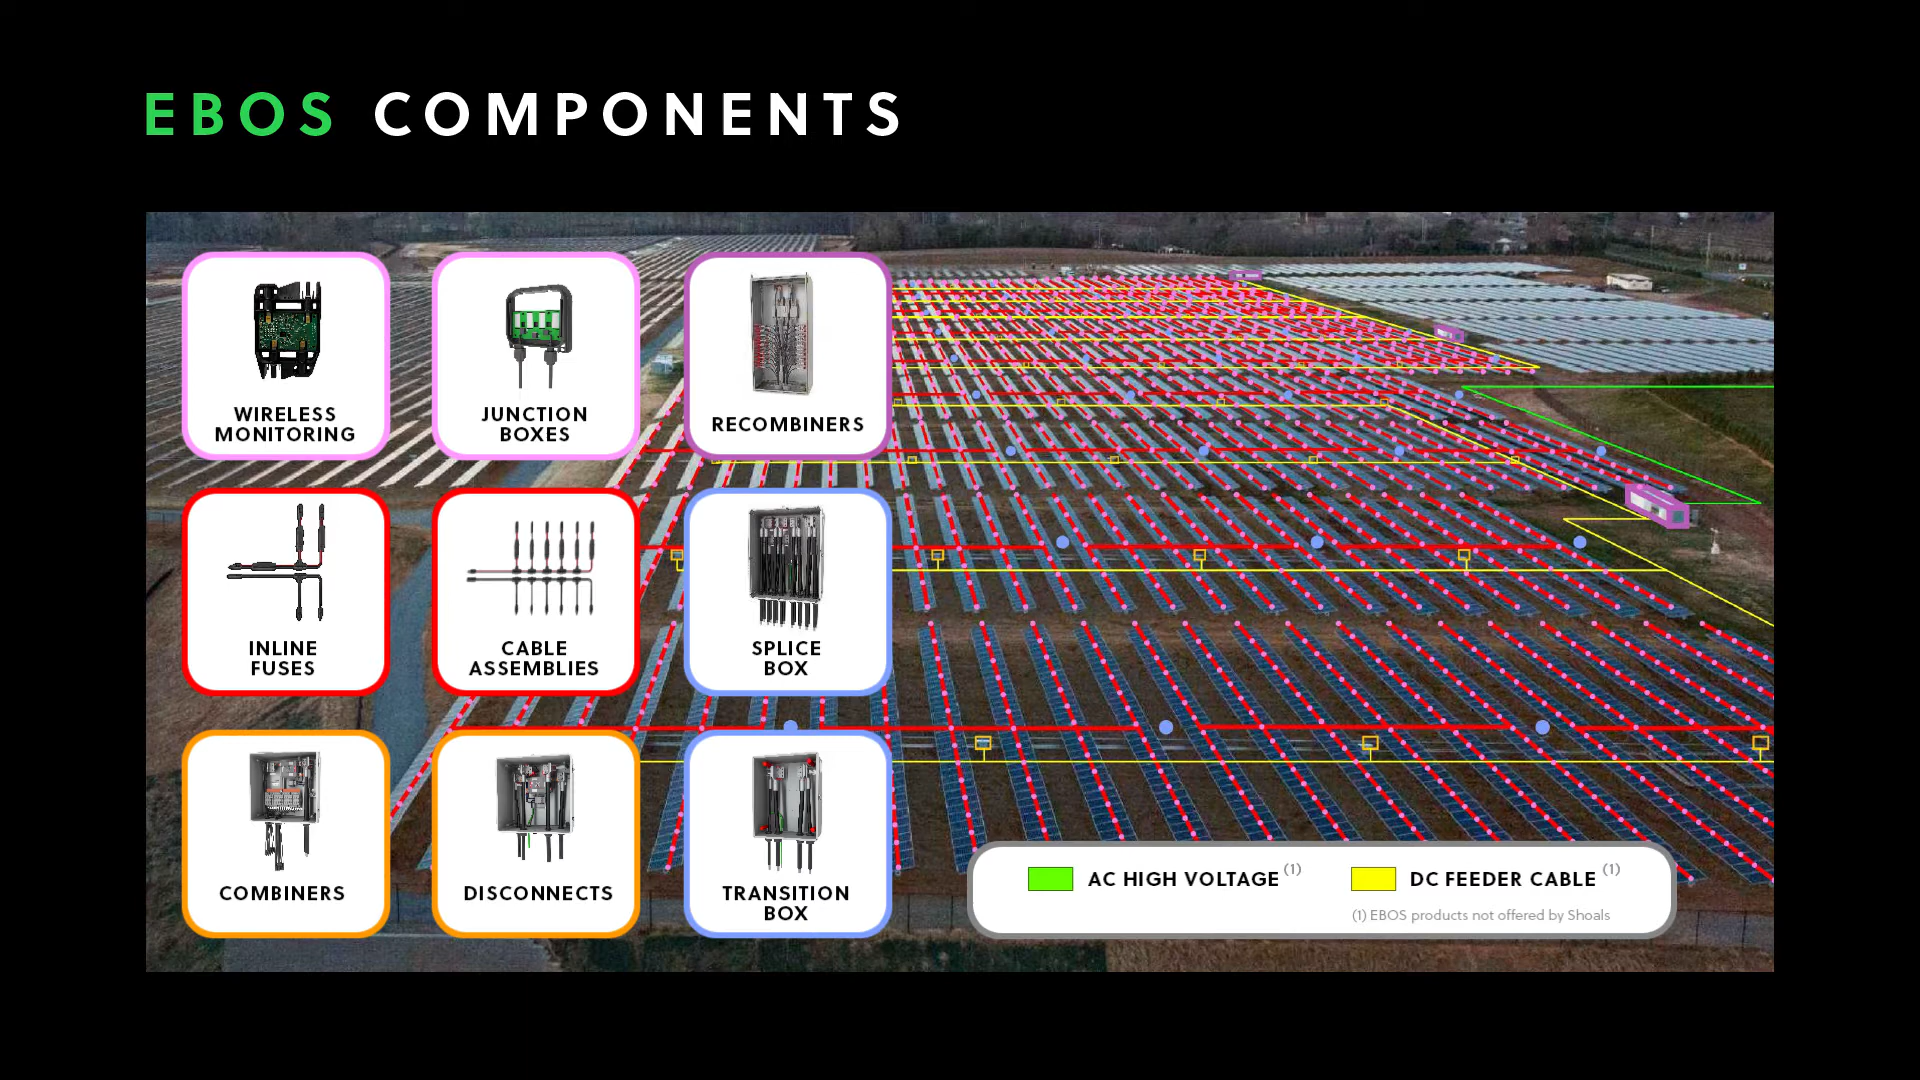 EBOS COMPONENTS
WIRELESS
MONITORING
JUNCTION
BOXES
RECOMBINERS
INLINE
FUSES
CABLE
ASSEMBLIES
SPLICE
BOX
COMBINERS
DISCONNECTS
TRANSITION
BOX
AC HIGH VOLTAGE (1)
DC FEEDER CABLE (1)
(1) EBOS products not offered by Shoals